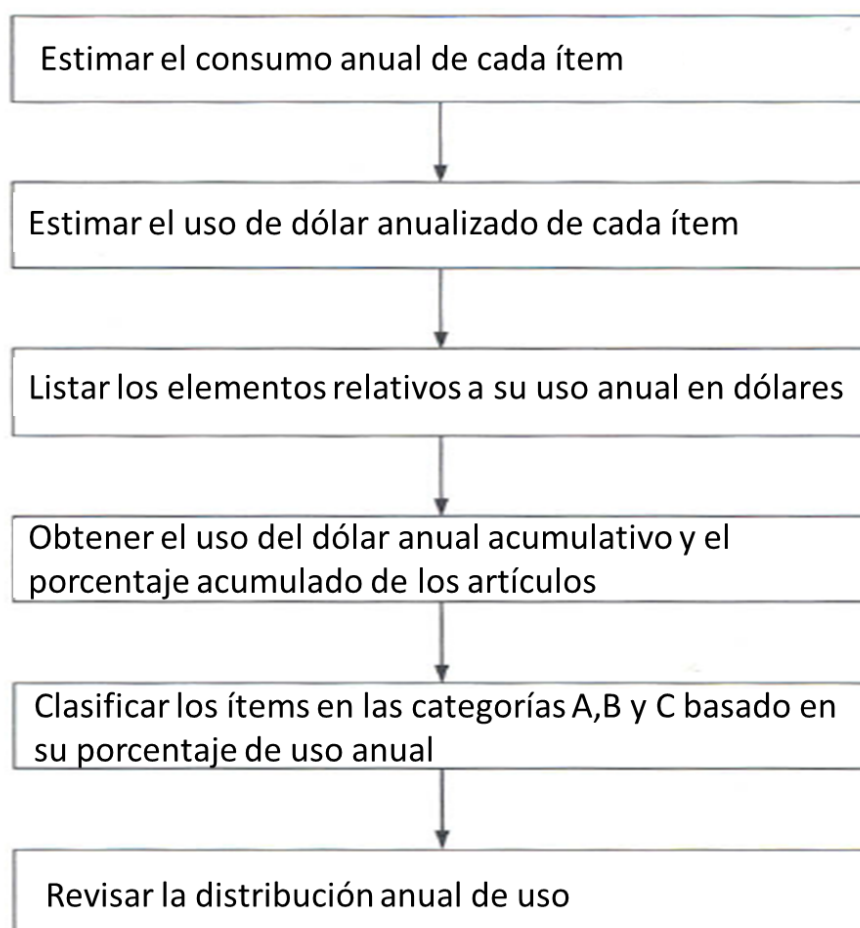 Estimar el consumo anual de cada ítem
Estimar el uso de dólar anualizado de cada ítem
Listar los elementos relativos a su uso anual en dólares
Obtener el uso del dólar anual acumulativo y el
porcentaje acumulado de los artículos
Clasificar los ítems en las categorías A,B y C basado en
su porcentaje de uso anual
Revisar la distribución anual de uso